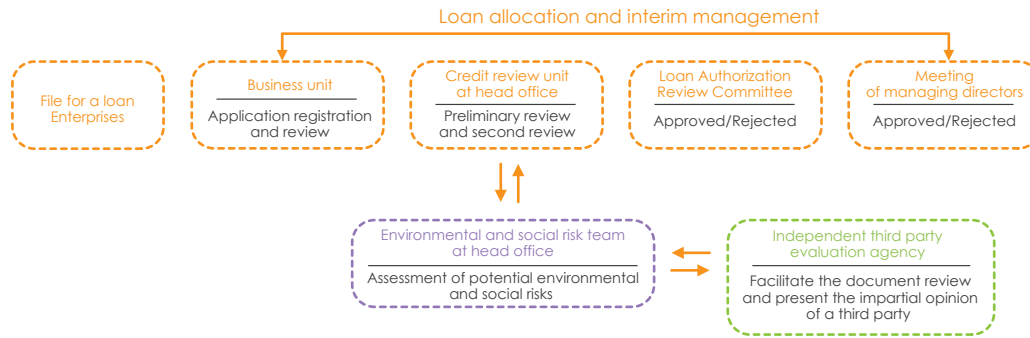 Loan allocation and interim management
File for a loan
Enterprises
Business unit
Application registration
and review
Credit review unit
at head office
Preliminary review
and second review
Loan Authorization
Review Committee
Approved/Rejected
Meeting
of managing directors
Approved/Rejected
Environmental and social risk team
at head office
Assessment of potential environmental
and social risks
Independent third party
evaluation agency
Facilitate the document review
and present the impartial opinion
of a third party